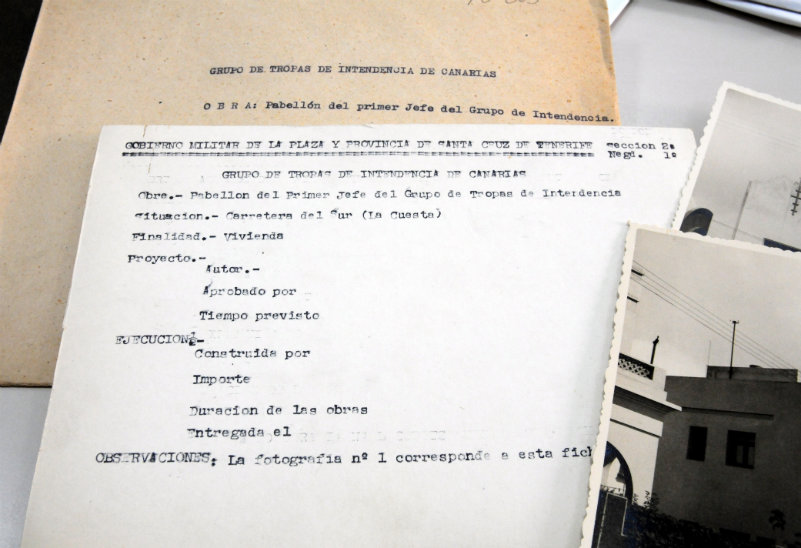 GRUPO DE TROPAS DE INTENDENCIA DE CANARIAS
O B R A: Pabellón del primer Jefe del Grupo de Intendencia.
GOBIERNO MILITAR DE LA PLAZA Y PROVINCIA DE SANTA CRUZ DE TENERIFE seccion 2ª
Negd. 1º
GRUPO DE TROPAS DE INTENDENCIA DE CANARIAS
Obra.- Pabellon del Primer Jefe del Grupo de Tropas de Intendencia
Situacion.- Carretera del Sur (La Cuesta)
Finalidad.- Vivienda
Proyecto.-
Autor.-
Aprobado por
Tiempo previsto
EJECUCION.-
Construida por
Importe
Duracion de las obras
Entregada el
OBSERVACIONES: La fotografia nº 1 corresponde a esta fich